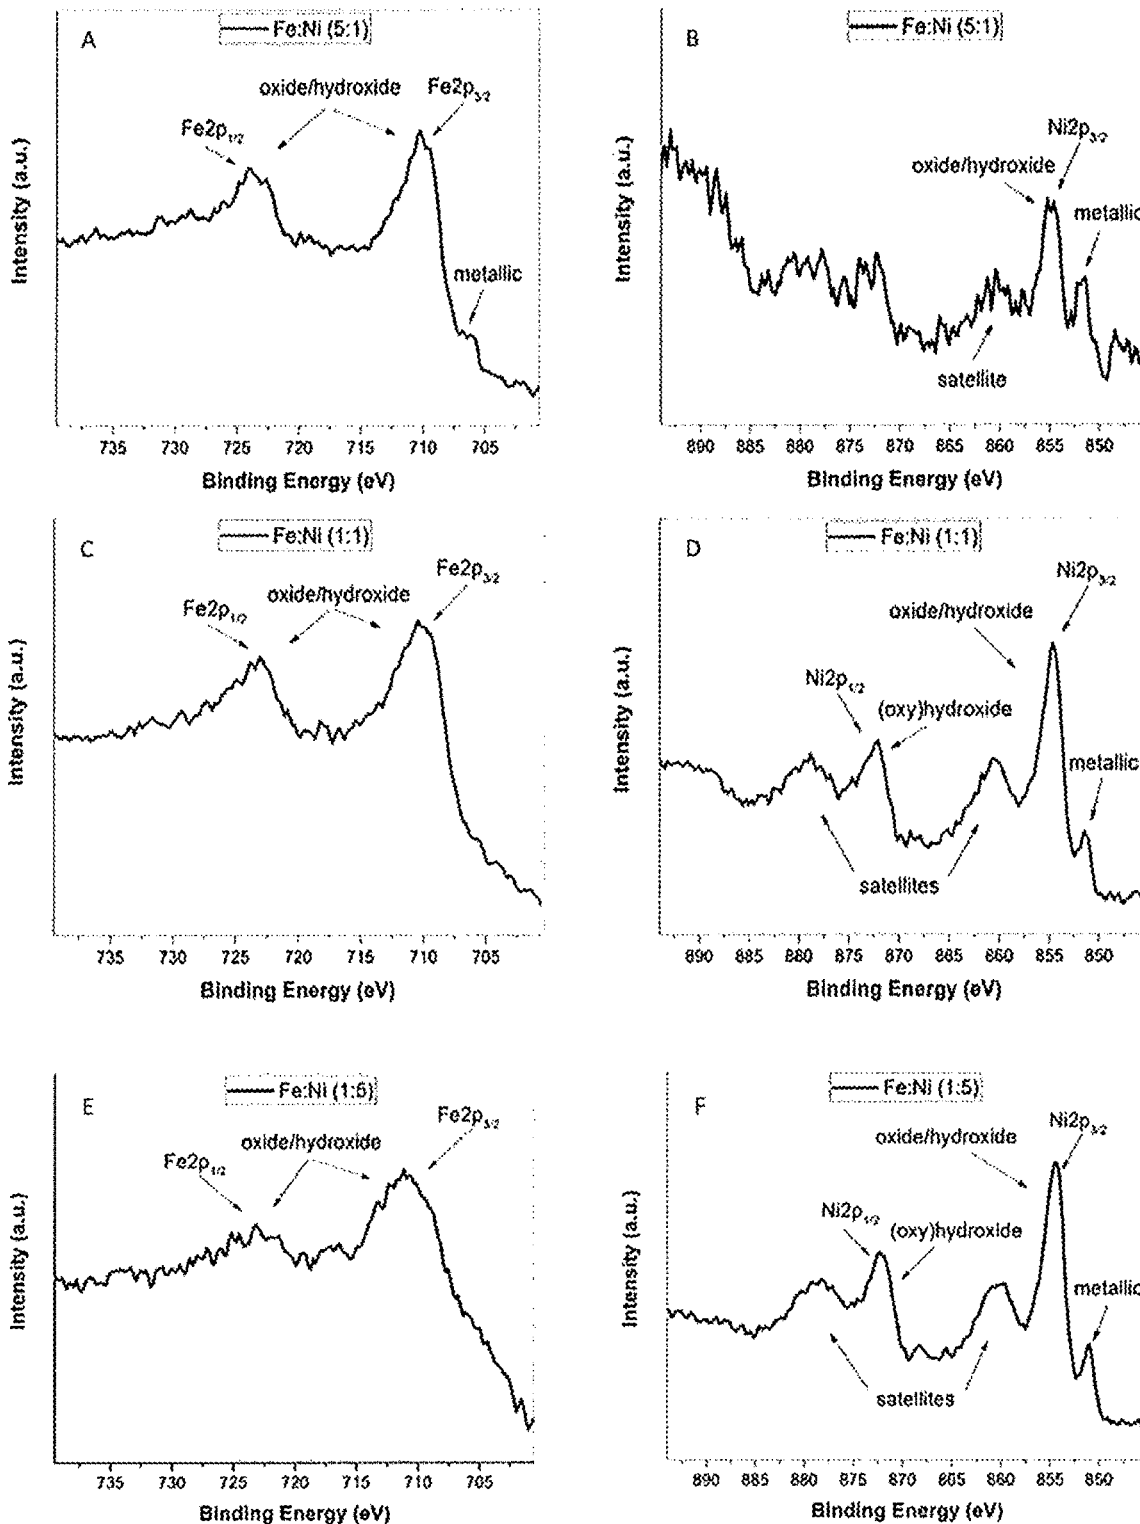 A
Fe:Ni (5:1)
oxide/hydroxide
Fe2p3/2
Fe2p1/2
metallic
Intensity (a.u.)
735 730 725 720 715 710 705
Binding Energy (eV)
B
Fe:Ni (5:1)
Ni2p3/2
oxide/hydroxide
metallic
satellite
Intensity (a.u.)
890 885 880 875 870 865 860 855 850
Binding Energy (eV)
C
Fe:Ni (1:1)
Fe2p3/2
oxide/hydroxide
Fe2p1/2
Intensity (a.u.)
735 730 725 720 715 710 705
Binding Energy (eV)
D
Fe:Ni (1:1)
Ni2p3/2
oxide/hydroxide
Ni2p1/2
(oxy)hydroxide
metallic
satellites
Intensity (a.u.)
890 885 880 875 870 865 860 855 850
Binding Energy (eV)
E
Fe:Ni (1:5)
Fe2p3/2
oxide/hydroxide
Fe2p1/2
Intensity (a.u.)
735 730 725 720 715 710 705
Binding Energy (eV)
F
Fe:Ni (1:5)
oxide/hydroxide
Ni2p3/2
Ni2p1/2
(oxy)hydroxide
metallic
satellites
Intensity (a.u.)
890 885 880 875 870 865 860 855 850
Binding Energy (eV)